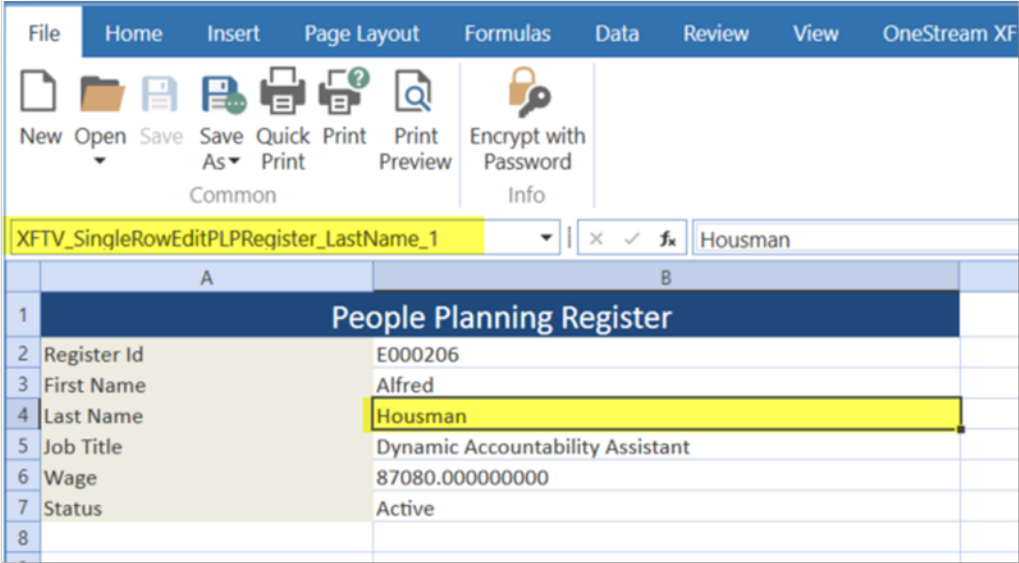 File Home Insert Page Layout Formulas Data Review View OneStream XF
New Open Save Save As Quick Print Print Print Preview Encrypt with Password
Common Info
XFTV_SingleRowEditPLPRegister_LastName_1 fx Housman
A B
1 People Planning Register
2 Register Id E000206
3 First Name Alfred
4 Last Name Housman
5 Job Title Dynamic Accountability Assistant
6 Wage 87080.000000000
7 Status Active
8